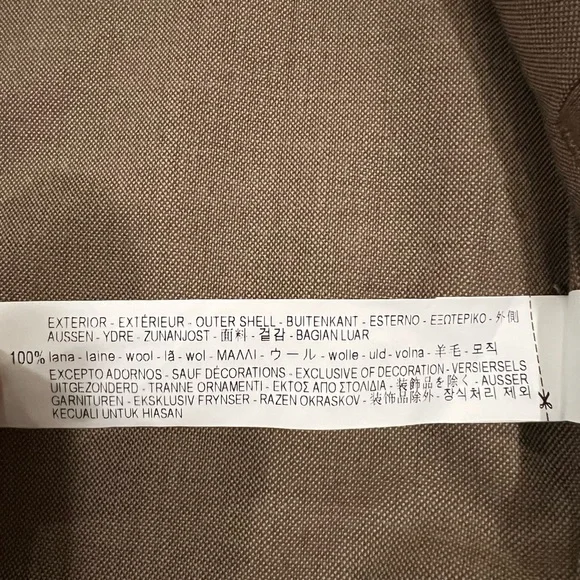 EXTERIOR - EXTÉRIEUR - OUTER SHELL - BUITENKANT - ESTERNO - ΕΞΩΤΕΡΙΚΟ - 外側
AUSSEN - YDRE - ZUNANJOST - 面料 - 겉감 - BAGIAN LUAR
100% lana - laine - wool - lã - wol - ΜΑΛΛΙ - ウール - wolle - uld - volna - 羊毛 - 모직
EXCEPTO ADORNOS - SAUF DÉCORATIONS - EXCLUSIVE OF DECORATION - VERSIERSELS
UITGEZONDERD - TRANNE ORNAMENTI - ΕΚΤΟΣ ΑΠΟ ΣΤΟΛΙΔΙΑ - 装飾品を除く - AUSSER
GARNITUREN - EKSKLUSIV FRYNSER - RAZEN OKRASKOV - 装饰品除外 - 장식처리 제외
KECUALI UNTUK HIASAN